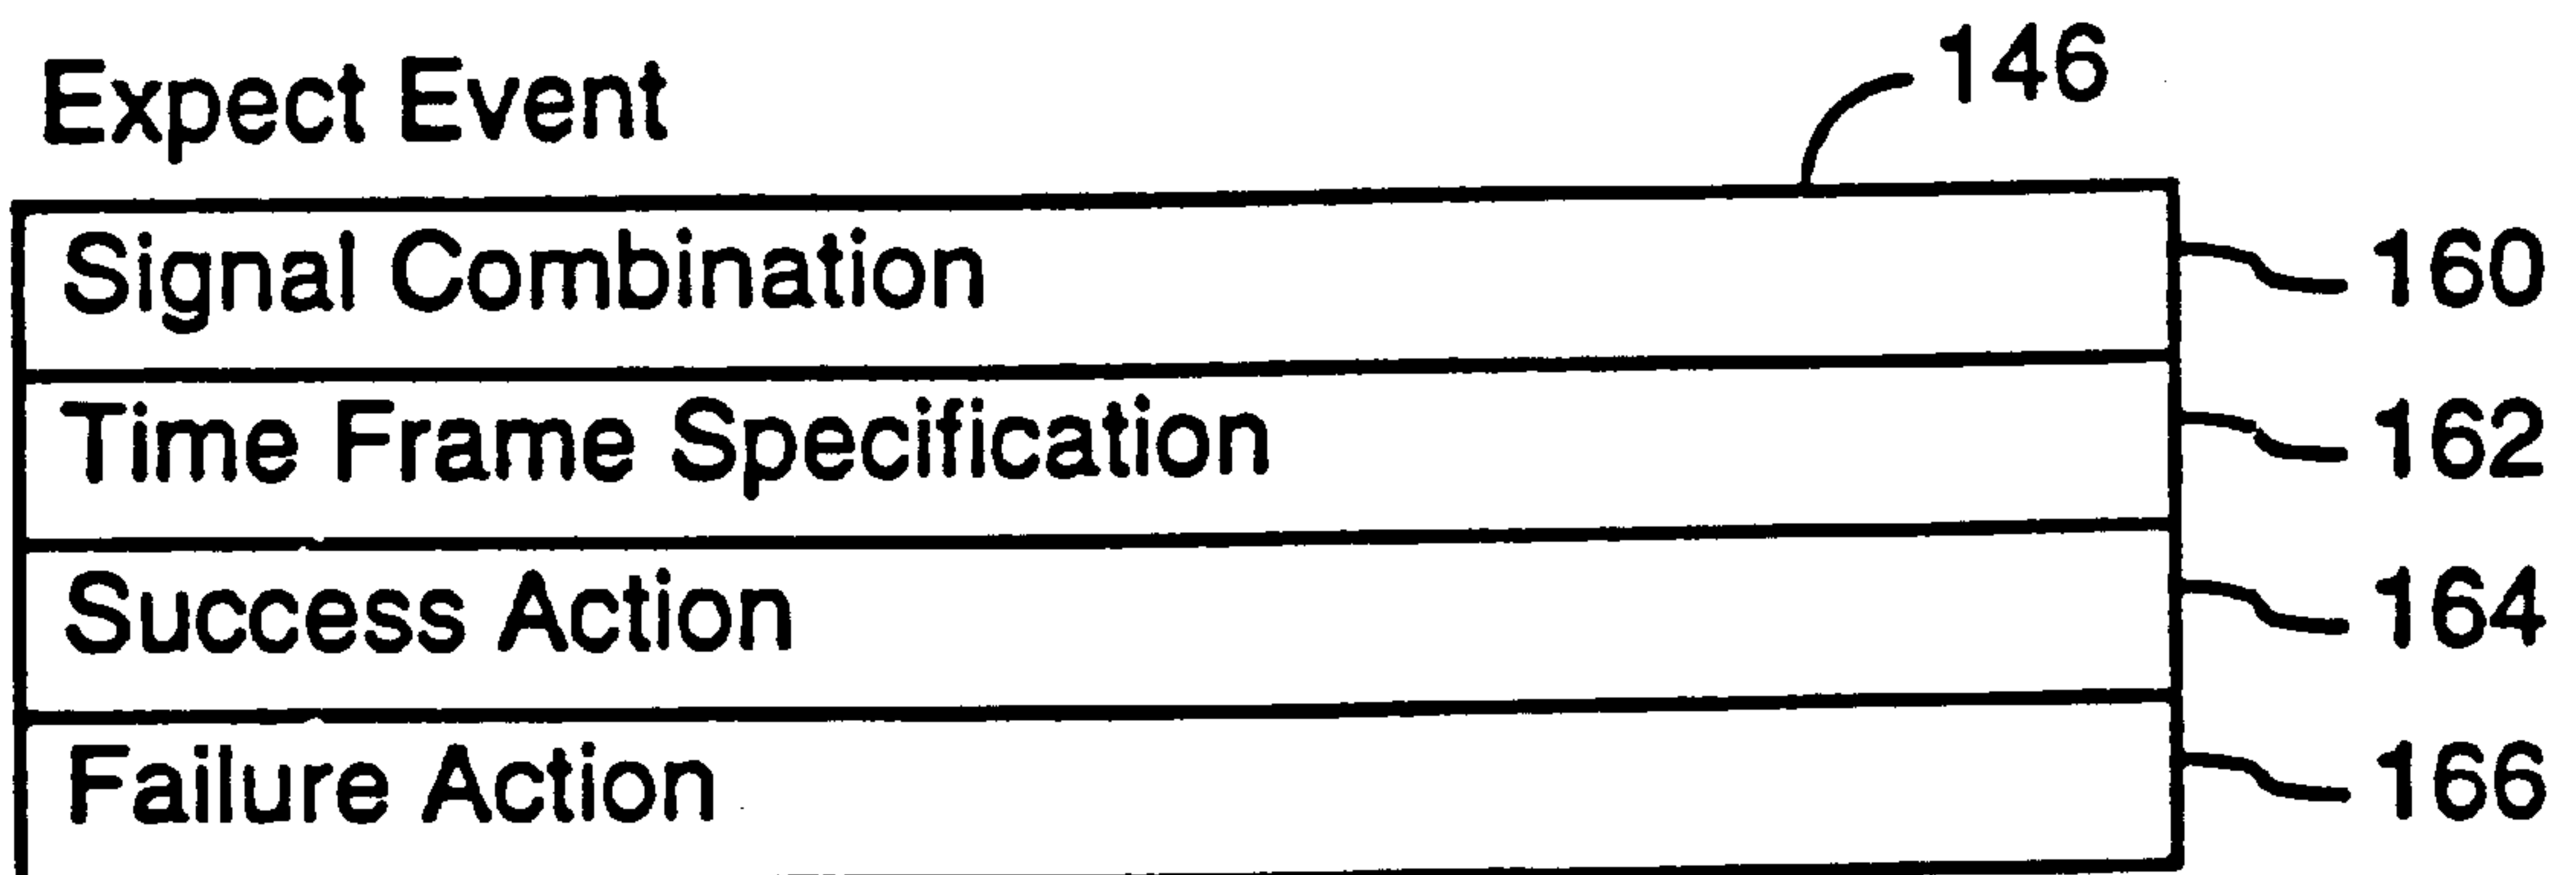 146
Expect Event
Signal Combination 160
Time Frame Specification 162
Success Action 164
Failure Action 166